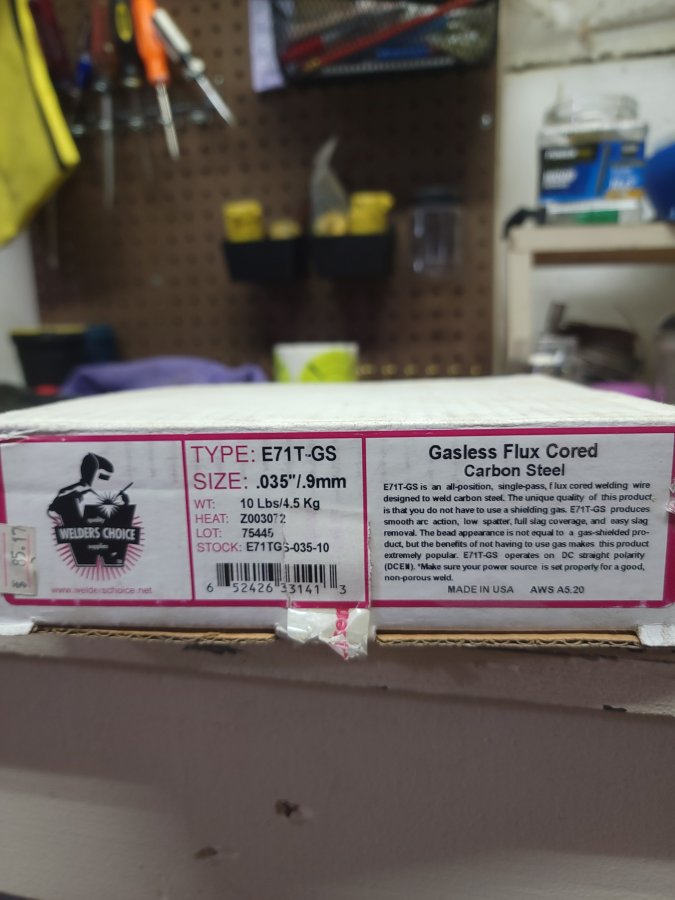 TYPE: E71T-GS
SIZE: .035"/.9mm
WT: 10 Lbs/4.5 Kg
HEAT: Z003072
LOT: 75445
STOCK: E71TGS-035-10
6 52426 33141 3
quality
WELDERS CHOICE
supplies
www.welderschoice.net
$ 85.17
Gasless Flux Cored
Carbon Steel
E71T-GS is an all-position, single-pass, flux cored welding wire
designed to weld carbon steel. The unique quality of this product
is that you do not have to use a shielding gas. E71T-GS produces
smooth arc action, low spatter, full slag coverage, and easy slag
removal. The bead appearance is not equal to a gas-shielded pro-
duct, but the benefits of not having to use gas makes this product
extremely popular. E71T-GS operates on DC straight polarity
(DCEN). *Make sure your power source is set properly for a good,
non-porous weld.
MADE IN USA AWS A5.20